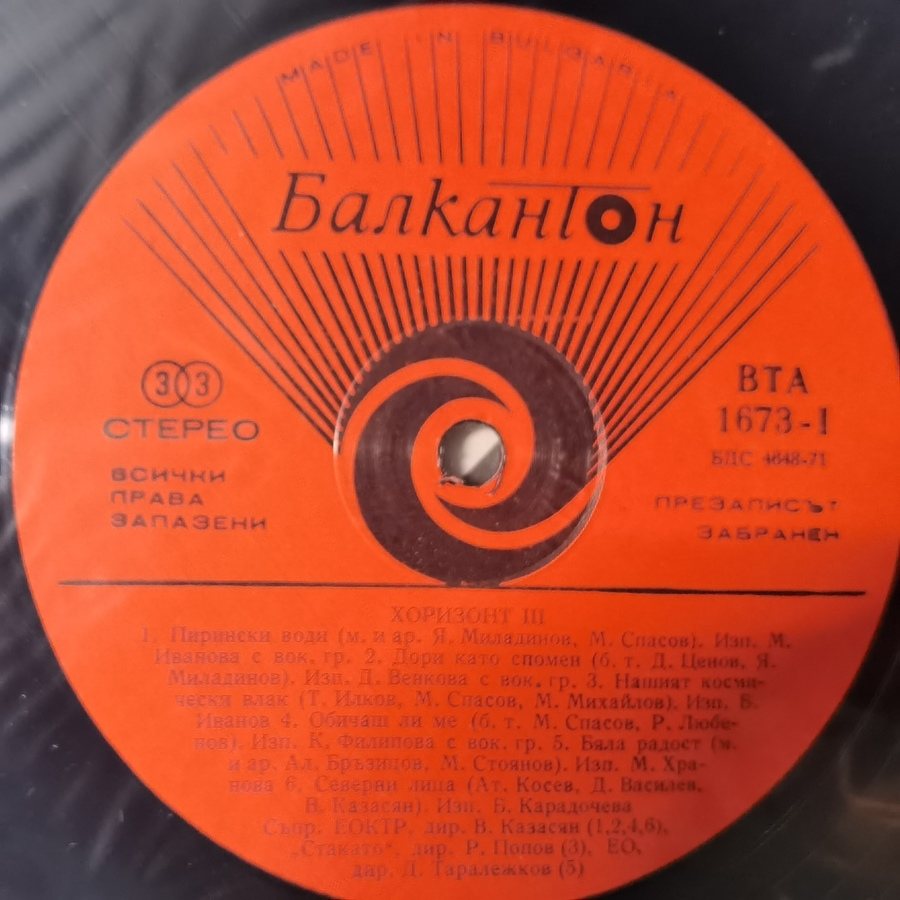 MADE IN BULGARIA
Балкантон
33
СТЕРЕО
ВСИЧКИ
ПРАВА
ЗАПАЗЕНИ
ВТА
1673-I
БДС 4648-71
ПРЕЗАПИСЪТ
ЗАБРАНЕН
ХОРИЗОНТ III
1. Пирински води (м. и ар. Я. Миладинов, М. Спасов). Изп. М.
Иванова с вок. гр. 2. Дори като спомен (б. т. Д. Ценов, Я.
Миладинов). Изп. Д. Венкова с вок. гр. 3. Нашият косми-
чески влак (Т. Илков, М. Спасов, М. Михайлов). Изп. Б.
Иванов 4. Обичаш ли ме (б. т. М. Спасов, Р. Любе-
нов). Изп. К. Филипова с вок. гр. 5. Бяла радост (м.
и ар. Ал. Бръзицов, М. Стоянов). Изп. М. Хра-
нова 6. Северни лица (Ат. Косев, Д. Василев,
В. Казасян). Изп. Б. Карадочева
Съпр. ЕОКТР, дир. В. Казасян (1,2,4,6),
„Стакато“, дир. Р. Попов (3), ЕО,
дир. Д. Таралежков (5)